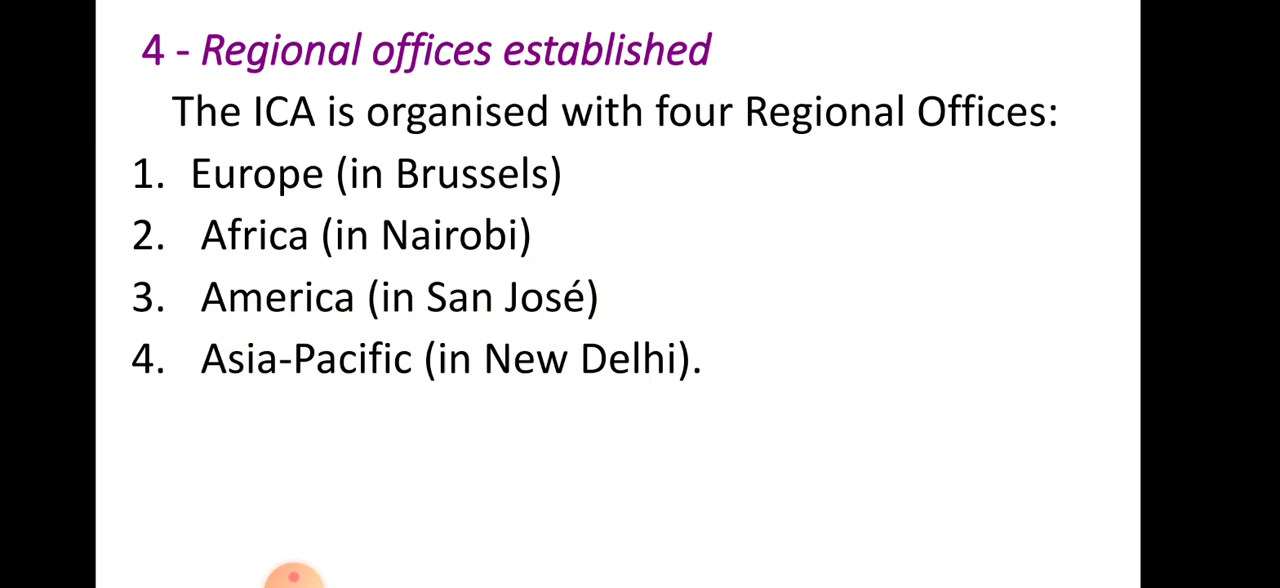 4 - Regional offices established
The ICA is organised with four Regional Offices:
1. Europe (in Brussels)
2. Africa (in Nairobi)
3. America (in San José)
4. Asia-Pacific (in New Delhi).